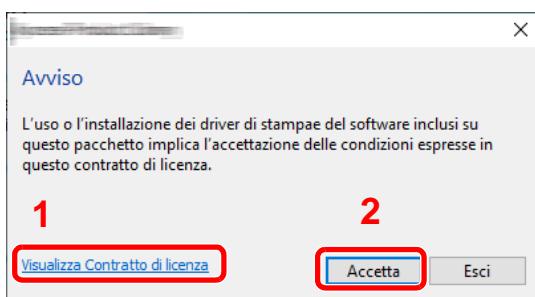 Avviso
L'uso o l'installazione dei driver di stampae del software inclusi su
questo pacchetto implica l'accettazione delle condizioni espresse in
questo contratto di licenza.
1
2
Visualizza Contratto di licenza
Accetta
Esci